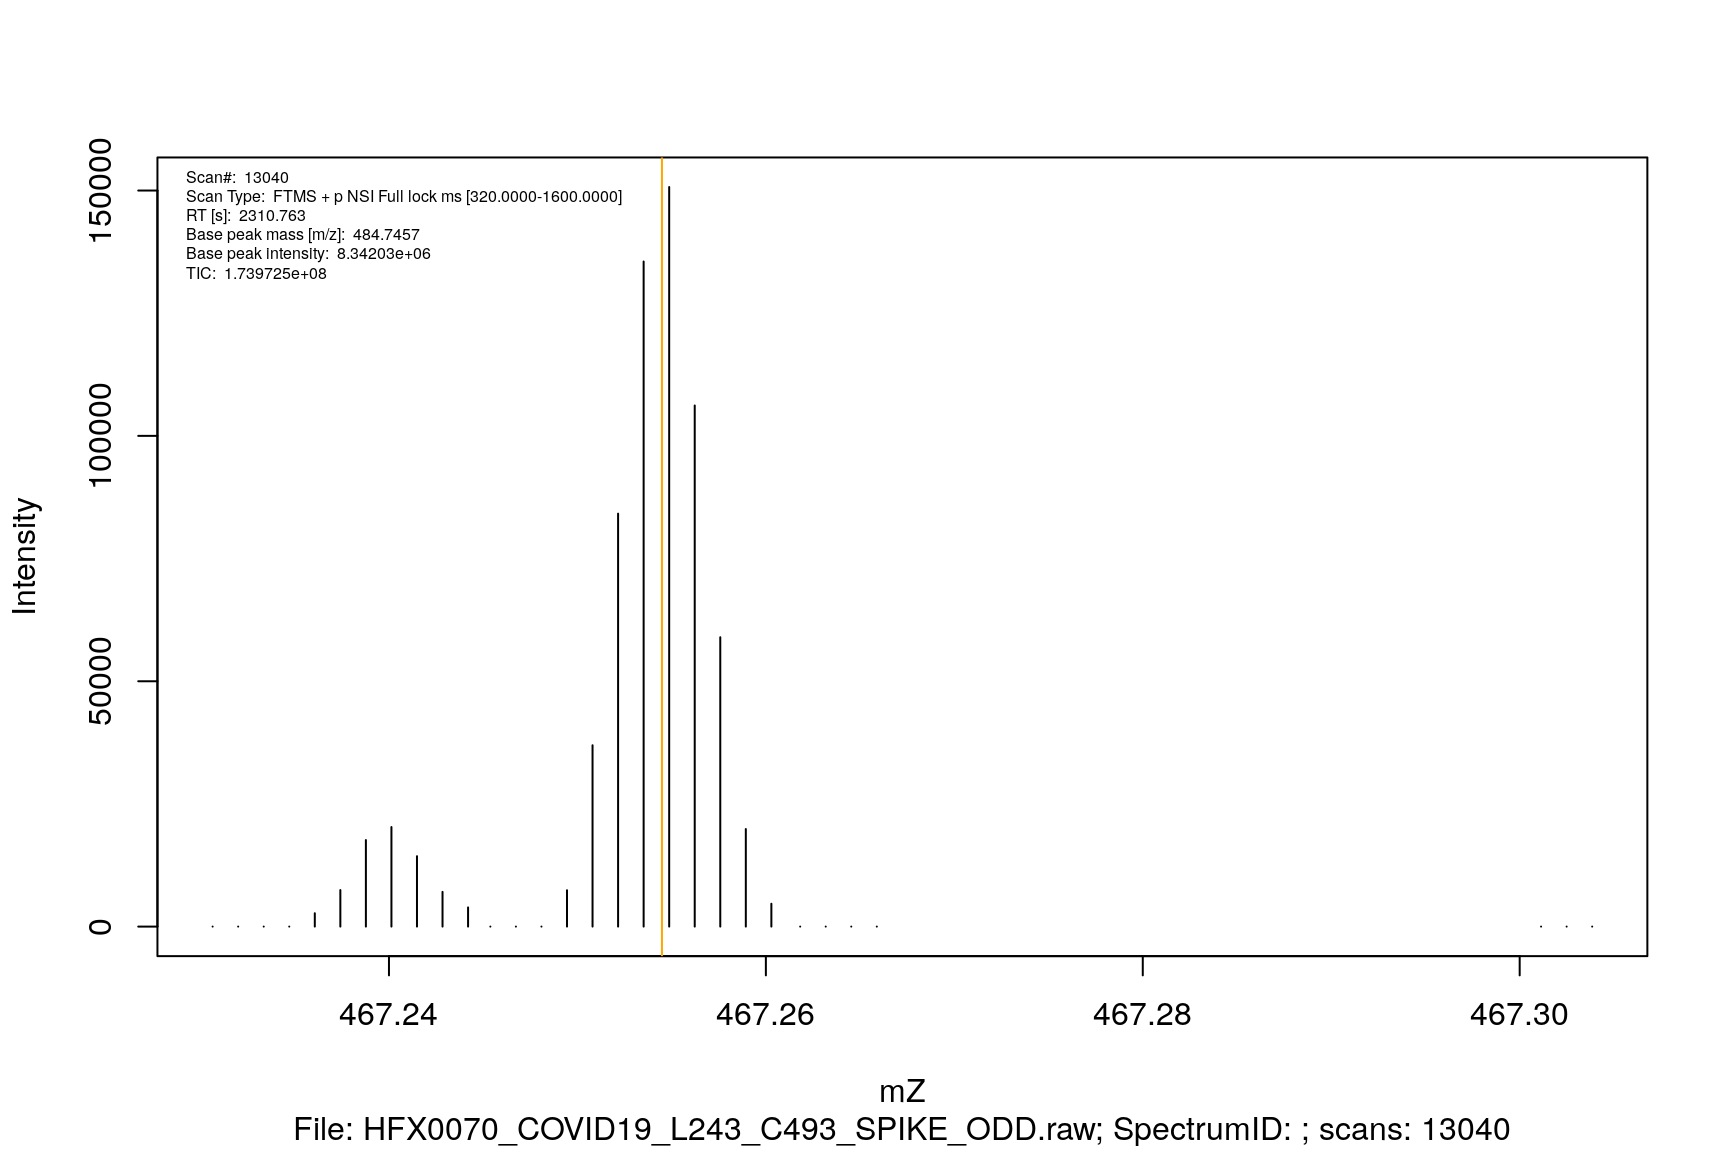 Scan#: 13040
Scan Type: FTMS + p NSI Full lock ms [320.0000-1600.0000]
RT [s]: 2310.763
Base peak mass [m/z]: 484.7457
Base peak intensity: 8.34203e+06
TIC: 1.739725e+08
150000
100000
50000
0
Intensity
467.24 467.26 467.28 467.30
mZ
File: HFX0070_COVID19_L243_C493_SPIKE_ODD.raw; SpectrumID: ; scans: 13040